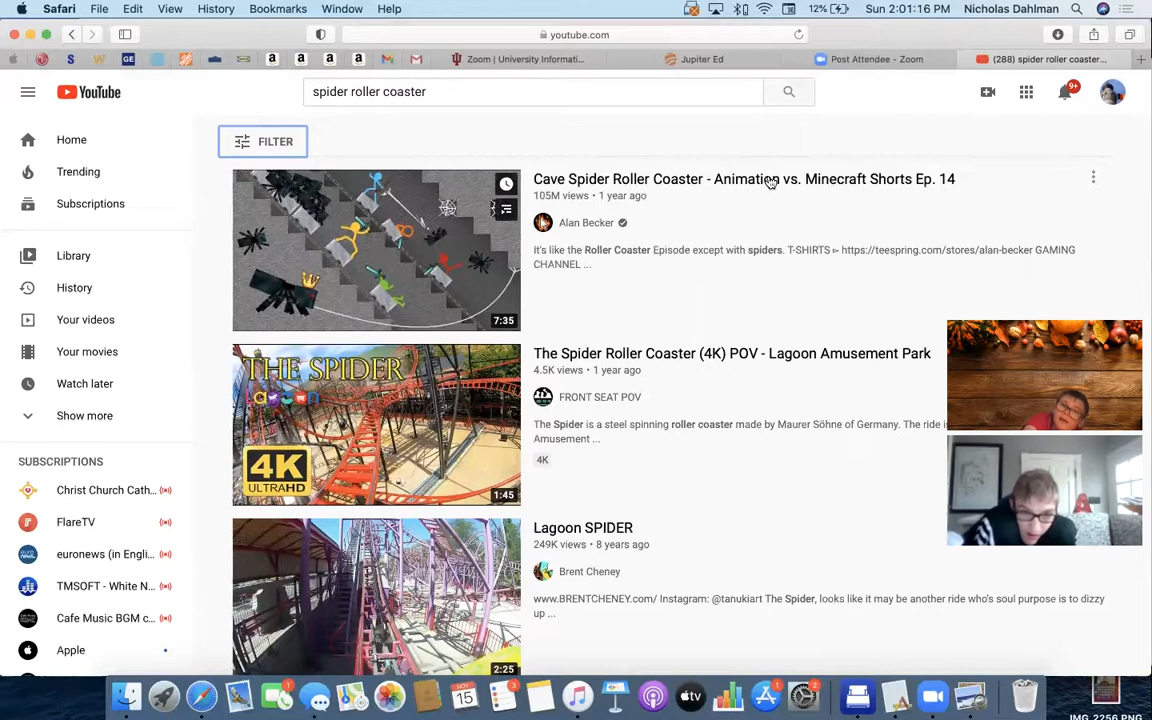 Safari File Edit View History Bookmarks Window Help 12% Sun 2:01:16 PM Nicholas Dahlman
youtube.com
a a a a Zoom | University Informati... Jupiter Ed Post Attendee - Zoom (288) spider roller coaster...
YouTube spider roller coaster 9+
FILTER
Home
Trending
Subscriptions
Library
History
Your videos
Your movies
Watch later
Show more
SUBSCRIPTIONS
Christ Church Cath...
FlareTV
euronews (in Engli...
TMSOFT - White N...
Cafe Music BGM c...
Apple
7:35
Cave Spider Roller Coaster - Animation vs. Minecraft Shorts Ep. 14
105M views • 1 year ago
Alan Becker
It's like the Roller Coaster Episode except with spiders. T-SHIRTS ▻ https://teespring.com/stores/alan-becker GAMING
CHANNEL ...
THE SPIDER
Lagoon
4K
ULTRA HD
1:45
The Spider Roller Coaster (4K) POV - Lagoon Amusement Park
4.5K views • 1 year ago
FRONT SEAT POV
The Spider is a steel spinning roller coaster made by Maurer Söhne of Germany. The ride is
Amusement ...
4K
2:25
Lagoon SPIDER
249K views • 8 years ago
Brent Cheney
www.BRENTCHENEY.com/ Instagram: @tanukiart The Spider, looks like it may be another ride who's soul purpose is to dizzy
up ...
NOV
15
tv
IMG_2256.PNG